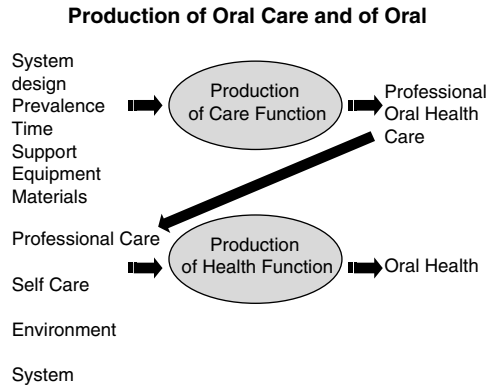 Production of Oral Care and of Oral
System
design
Prevalence
Time
Support
Equipment
Materials
Production
of Care Function
Professional
Oral Health
Care
Professional Care
Self Care
Environment
System
Production
of Health Function
Oral Health